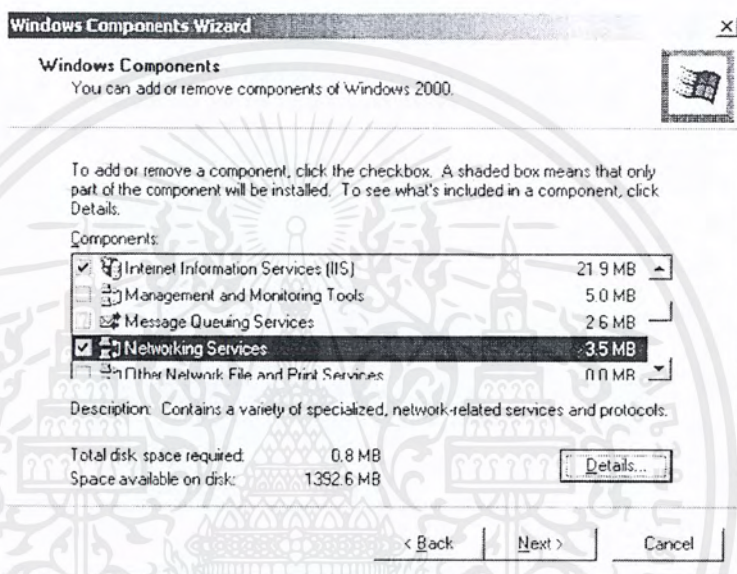 Windows Components Wizard
Windows Components
You can add or remove components of Windows 2000.
To add or remove a component, click the checkbox. A shaded box means that only
part of the component will be installed. To see what's included in a component, click
Details.
Components:
Internet Information Services (IIS) 21.9 MB
Management and Monitoring Tools 5.0 MB
Message Queuing Services 2.6 MB
Networking Services 3.5 MB
Other Network File and Print Services 0.0 MB
Description: Contains a variety of specialized, network-related services and protocols.
Total disk space required: 0.8 MB
Space available on disk: 1392.6 MB
Details...
< Back Next > Cancel